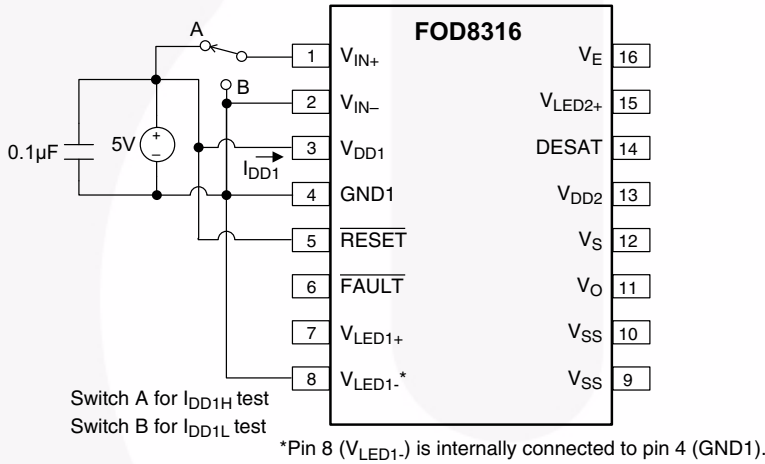 FOD8316
A
B
0.1µF
5V
+
–
I_DD1
1 V_IN+
2 V_IN–
3 V_DD1
4 GND1
5 R̅E̅S̅E̅T̅
6 F̅A̅U̅L̅T̅
7 V_LED1+
8 V_LED1-*
V_E 16
V_LED2+ 15
DESAT 14
V_DD2 13
V_S 12
V_O 11
V_SS 10
V_SS 9
Switch A for I_DD1H test
Switch B for I_DD1L test
*Pin 8 (V_LED1-) is internally connected to pin 4 (GND1).